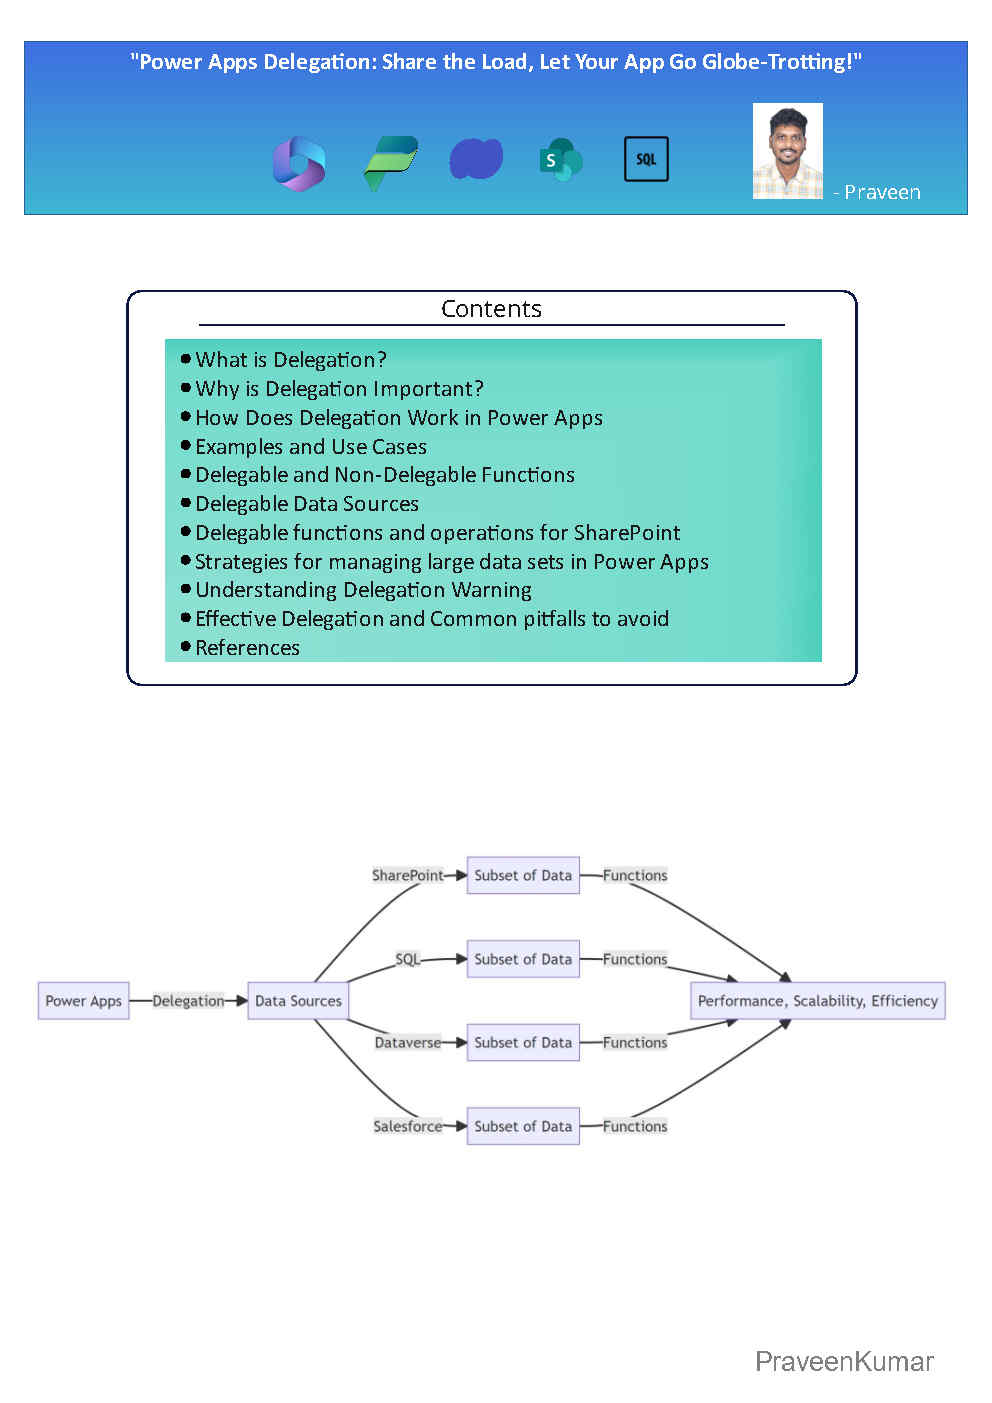 "Power Apps Delegation: Share the Load, Let Your App Go Globe-Trotting!"
S
SQL
- Praveen
Contents
•What is Delegation?
•Why is Delegation Important?
•How Does Delegation Work in Power Apps
•Examples and Use Cases
•Delegable and Non-Delegable Functions
•Delegable Data Sources
•Delegable functions and operations for SharePoint
•Strategies for managing large data sets in Power Apps
•Understanding Delegation Warning
•Effective Delegation and Common pitfalls to avoid
•References
SharePoint
Subset of Data
Functions
SQL
Subset of Data
Functions
Power Apps
Delegation
Data Sources
Performance, Scalability, Efficiency
Dataverse
Subset of Data
Functions
Salesforce
Subset of Data
Functions
PraveenKumar